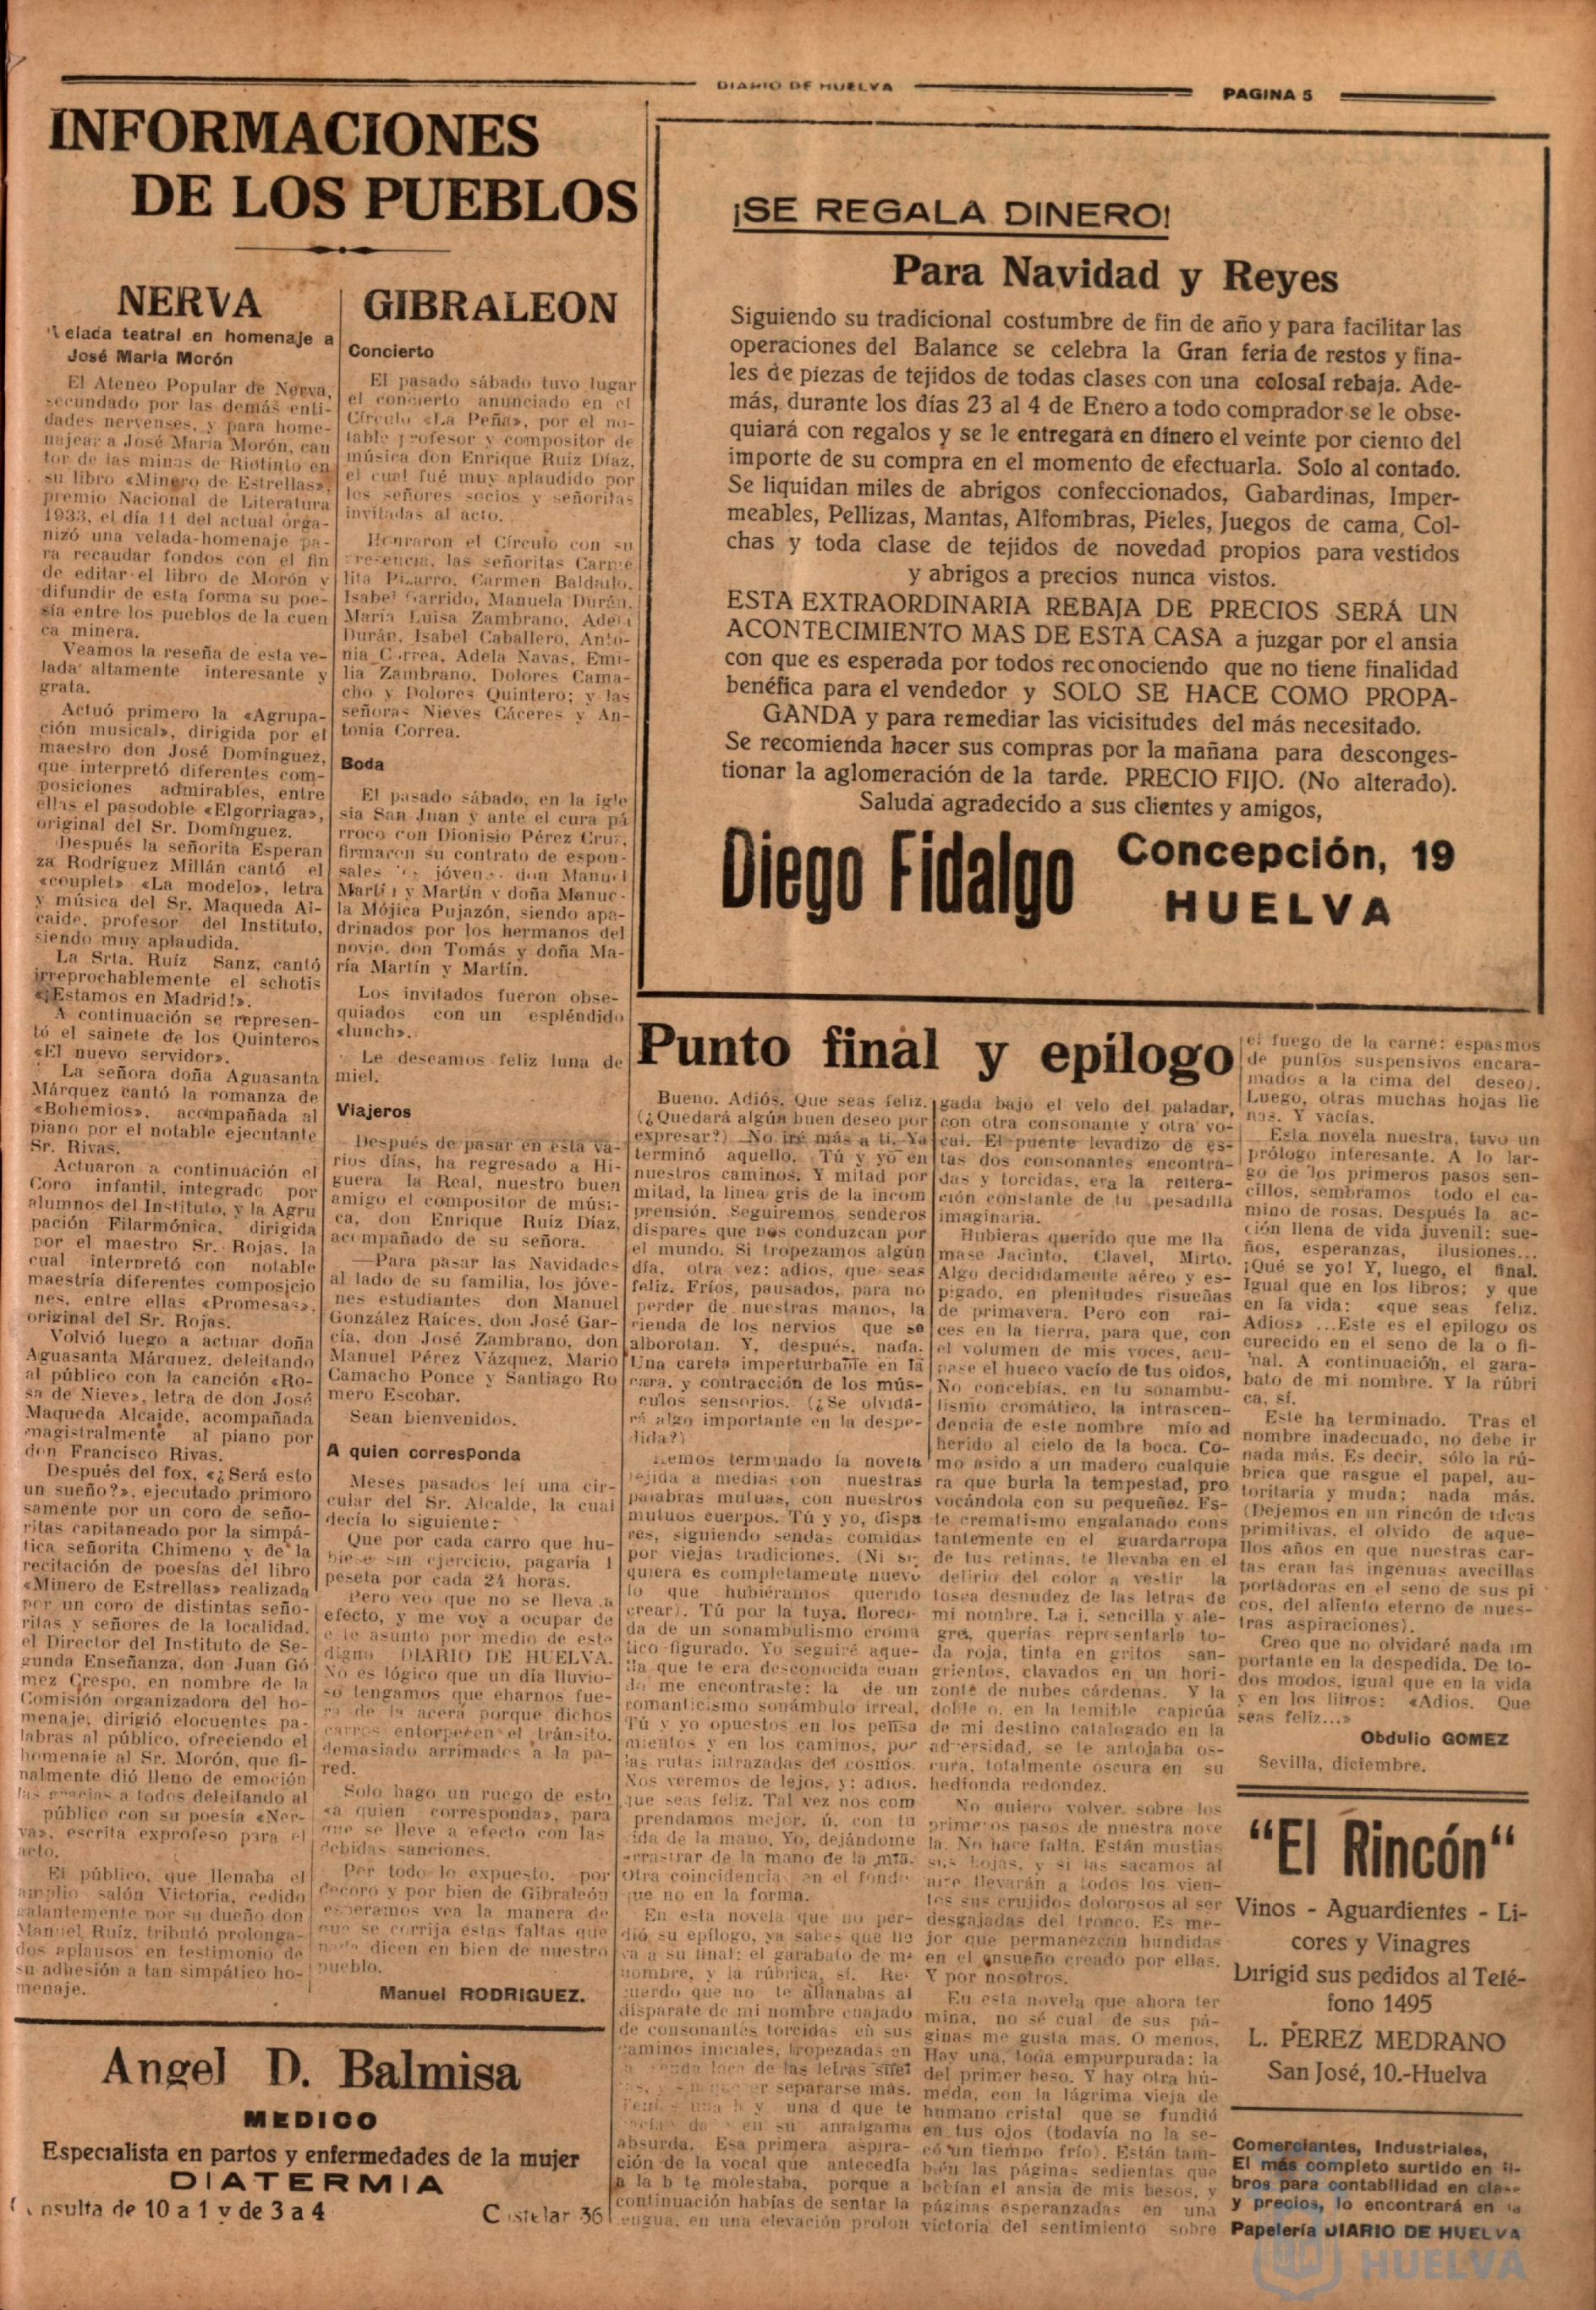 DIARIO DE HUELVA
PAGINA 5
INFORMACIONES
DE LOS PUEBLOS
NERVA
Velada teatral en homenaje a
José María Morón
El Ateneo Popular de Nerva,
secundado por las demás enti-
dades nervenses, y para home-
najear a José María Morón, can
tor de las minas de Riotinto en
su libro «Minero de Estrellas»,
premio Nacional de Literatura
1933, el día 11 del actual orga-
nizó una velada-homenaje pa-
ra recaudar fondos con el fin
de editar el libro de Morón y
difundir de esta forma su poe-
sía entre los pueblos de la cuen
ca minera.
Veamos la reseña de esta ve-
lada altamente interesante y
grata.
Actuó primero la «Agrupa-
ción musical», dirigida por el
maestro don José Domínguez,
que interpretó diferentes com-
posiciones admirables, entre
ellas el pasodoble «Elgorriaga»,
original del Sr. Domínguez.
Después la señorita Esperan
za Rodríguez Millán cantó el
«couplet» «La modelo», letra
y música del Sr. Maqueda Al-
caide, profesor del Instituto,
siendo muy aplaudida.
La Srta. Ruíz Sanz, cantó
irreprochablemente el schotis
«¡Estamos en Madrid!».
A continuación se represen-
tó el sainete de los Quinteros
«El nuevo servidor».
La señora doña Aguasanta
Márquez cantó la romanza de
«Bohemios», acompañada al
piano por el notable ejecutante
Sr. Rivas.
Actuaron a continuación el
Coro infantil, integrado por
alumnos del Instituto, y la Agru
pación Filarmónica, dirigida
por el maestro Sr. Rojas, la
cual interpretó con notable
maestría diferentes composicio
nes, entre ellas «Promesas»,
original del Sr. Rojas.
Volvió luego a actuar doña
Aguasanta Márquez, deleitando
al público con la canción «Ro-
sa de Nieve», letra de don José
Maqueda Alcaide, acompañada
magistralmente al piano por
don Francisco Rivas.
Después del fox, «¿Será esto
un sueño?», ejecutado primoro
samente por un coro de seño-
ritas capitaneado por la simpá-
tica señorita Chimeno y de la
recitación de poesías del libro
«Minero de Estrellas» realizada
por un coro de distintas seño-
ritas y señores de la localidad,
el Director del Instituto de Se-
gunda Enseñanza, don Juan Gó
mez Crespo, en nombre de la
Comisión organizadora del ho-
menaje, dirigió elocuentes pa-
labras al público, ofreciendo el
homenaje al Sr. Morón, que fi-
nalmente dió lleno de emoción
las gracias a todos deleitando al
público con su poesía «Ner-
va», escrita exprofeso para el
acto.
El público, que llenaba el
amplio salón Victoria, cedido
galantemente por su dueño don
Manuel Ruíz, tributó prolonga-
dos aplausos en testimonio de
su adhesión a tan simpático ho-
menaje.
GIBRALEON
Concierto
El pasado sábado tuvo lugar
el concierto anunciado en el
Círculo «La Peña», por el no-
table profesor y compositor de
música don Enrique Ruiz Díaz,
el cual fué muy aplaudido por
los señores socios y señoritas
invitadas al acto.
Honraron el Círculo con su
presencia, las señoritas Carme
lita Pizarro, Carmen Baldallo,
Isabel Garrido, Manuela Durán,
María Luisa Zambrano, Adela
Durán, Isabel Caballero, Anto-
nia Correa, Adela Navas, Emi-
lia Zambrano, Dolores Cama-
cho y Dolores Quintero; y las
señoras Nieves Cáceres y An-
tonia Correa.
Boda
El pasado sábado, en la igle
sia San Juan y ante el cura pá
rroco con Dionisio Pérez Cruz,
firmaron su contrato de espon-
sales los jóvenes don Manuel
Martín y Martín y doña Manue-
la Mójica Pujazón, siendo apa-
drinados por los hermanos del
novio, don Tomás y doña Ma-
ría Martín y Martín.
Los invitados fueron obse-
quiados con un espléndido
«lunch».
Le deseamos feliz luna de
miel.
Viajeros
Después de pasar en esta va-
rios días, ha regresado a Hi-
guera la Real, nuestro buen
amigo el compositor de músi-
ca, don Enrique Ruiz Díaz,
acompañado de su señora.
—Para pasar las Navidades
al lado de su familia, los jóve-
nes estudiantes don Manuel
González Raíces, don José Gar-
cía, don José Zambrano, don
Manuel Pérez Vázquez, Mario
Camacho Ponce y Santiago Ro
mero Escobar.
Sean bienvenidos.
A quien corresponda
Meses pasados leí una cir-
cular del Sr. Alcalde, la cual
decía lo siguiente:
Que por cada carro que hu-
biese sin ejercicio, pagaría 1
peseta por cada 24 horas.
Pero veo que no se lleva a
efecto, y me voy a ocupar de
este asunto por medio de este
digno DIARIO DE HUELVA.
No es lógico que un día lluvio-
so tengamos que echarnos fue-
ra de la acera porque dichos
carros entorpecen el tránsito,
demasiado arrimados a la pa-
red.
Solo hago un ruego de esto
«a quien corresponda», para
que se lleve a efecto con las
debidas sanciones.
Por todo lo expuesto, por
decoro y por bien de Gibraleón
esperamos vea la manera de
que se corrija estas faltas que
nada dicen en bien de nuestro
pueblo.
Manuel RODRIGUEZ.
Angel D. Balmisa
MEDICO
Especialista en partos y enfermedades de la mujer
DIATERMIA
Consulta de 10 a 1 y de 3 a 4
Castelar 36
¡SE REGALA DINERO!
Para Navidad y Reyes
Siguiendo su tradicional costumbre de fin de año y para facilitar las
operaciones del Balance se celebra la Gran feria de restos y fina-
les de piezas de tejidos de todas clases con una colosal rebaja. Ade-
más, durante los días 23 al 4 de Enero a todo comprador se le obse-
quiará con regalos y se le entregará en dinero el veinte por ciento del
importe de su compra en el momento de efectuarla. Solo al contado.
Se liquidan miles de abrigos confeccionados, Gabardinas, Imper-
meables, Pellizas, Mantas, Alfombras, Pieles, Juegos de cama, Col-
chas y toda clase de tejidos de novedad propios para vestidos
y abrigos a precios nunca vistos.
ESTA EXTRAORDINARIA REBAJA DE PRECIOS SERÁ UN
ACONTECIMIENTO MAS DE ESTA CASA a juzgar por el ansia
con que es esperada por todos reconociendo que no tiene finalidad
benéfica para el vendedor y SOLO SE HACE COMO PROPA-
GANDA y para remediar las vicisitudes del más necesitado.
Se recomienda hacer sus compras por la mañana para desconges-
tionar la aglomeración de la tarde. PRECIO FIJO. (No alterado).
Saluda agradecido a sus clientes y amigos,
Diego Fidalgo
Concepción, 19
HUELVA
Punto final y epílogo
Bueno. Adiós. Que seas feliz.
(¿Quedará algún buen deseo por
expresar?) No iré más a ti. Ya
terminó aquello. Tú y yo en
nuestros caminos. Y mitad por
mitad, la línea gris de la incom
prensión. Seguiremos senderos
dispares que nos conduzcan por
el mundo. Si tropezamos algún
día, otra vez: adios, que seas
feliz. Fríos, pausados, para no
perder de nuestras manos, la
rienda de los nervios que se
alborotan. Y, después, nada.
Una careta imperturbable en la
cara, y contracción de los mús-
culos sensorios. (¿Se olvida-
rá algo importante en la despe-
dida?)
Hemos terminado la novela
tejida a medias con nuestras
palabras mutuas, con nuestros
mutuos cuerpos. Tú y yo, dispa
res, siguiendo sendas comidas
por viejas tradiciones. (Ni si-
quiera es completamente nuevo
lo que hubiéramos querido
crear). Tú por la tuya, floreci-
da de un sonambulismo cromá
tico figurado. Yo seguiré aque-
lla que te era desconocida cuan
do me encontraste: la de un
romanticismo sonámbulo irreal,
Tú y yo opuestos en los pensa
mientos y en los caminos, por
las rutas intrazadas del cosmos.
Nos veremos de lejos, y: adios,
que seas feliz. Tal vez nos com
prendamos mejor, ú, con tu
ida de la mano, Yo, dejándome
arrastrar de la mano de la mía.
Otra coincidencia en el fondo
que no en la forma.
En esta novela que no per-
dió su epílogo, ya sabes que lle
va a su final: el garabato de mi
nombre, y la rúbrica, sí. Re-
cuerdo que no te allanabas al
disparate de mi nombre cuajado
de consonantes torcidas en sus
caminos iniciales, tropezadas en
de las letras
separarse más.
una b y una d que te
en su amalgama
absurda. Esa primera aspira-
ción de la vocal que antecedía
a la b te molestaba, porque a
continuación habías de sentar la
lengua, en una elevación prolon
gada bajo el velo del paladar,
con otra consonante y otra vo-
cal. El puente levadizo de es-
tas dos consonantes encontra-
das y torcidas, era la reitera-
ción constante de tu pesadilla
imaginaria.
Hubieras querido que me lla
mase Jacinto, Clavel, Mirto.
Algo decididamente aéreo y es-
pigado, en plenitudes risueñas
de primavera. Pero con raí-
ces en la tierra, para que, con
el volumen de mis voces, acu-
nase el hueco vacío de tus oidos,
No concebías, en tu sonambu-
lismo cromático, la intrascen-
dencia de este nombre mío ad
herido al cielo de la boca. Co-
mo asido a un madero cualquie
ra que burla la tempestad, pro
vocándola con su pequeñez. Es-
te crematismo engalanado cons
tantemente en el guardarropa
de tus retinas, te llevaba en el
delirio del color a vestir la
tosca desnudez de las letras de
mi nombre. La i, sencilla y ale-
gre, querías representarla to-
da roja, tinta en gritos san-
grientos, clavados en un hori-
zonte de nubes cárdenas. Y la
doble o, en la temible capicúa
de mi destino catalogado en la
adversidad, se te antojaba os-
cura, totalmente oscura en su
hedionda redondez.
No quiero volver sobre los
primeros pasos de nuestra nove
la. No hace falta. Están mustias
sus hojas, y si las sacamos al
aire llevarán a todos los vien-
tos sus crujidos dolorosos al ser
desgajadas del tronco. Es me-
jor que permanezcan hundidas
en el ensueño creado por ellas.
Y por nosotros.
En esta novela que ahora ter
mina, no sé cual de sus pá-
ginas me gusta mas. O menos,
Hay una, toda empurpurada: la
del primer beso. Y hay otra hú-
meda, con la lágrima vieja de
humano cristal que se fundió
en tus ojos (todavía no la se-
có un tiempo frío). Están tam-
bién las páginas sedientas que
bebían el ansia de mis besos, y
páginas esperanzadas en una
victoria del sentimiento sobre
el fuego de la carne: espasmos
de puntos suspensivos encara-
mados a la cima del deseo).
Luego, otras muchas hojas lle
nas. Y vacías.
Esta novela nuestra, tuvo un
prólogo interesante. A lo lar-
go de los primeros pasos sen-
cillos, sembramos todo el ca-
mino de rosas. Después la ac-
ción llena de vida juvenil: sue-
ños, esperanzas, ilusiones...
¡Qué se yo! Y, luego, el final.
Igual que en los libros; y que
en la vida: «que seas feliz.
Adios» ...Este es el epílogo os
curecido en el seno de la o fi-
nal. A continuación, el gara-
bato de mi nombre. Y la rúbri
ca, sí.
Este ha terminado. Tras el
nombre inadecuado, no debe ir
nada más. Es decir, sólo la rú-
brica que rasgue el papel, au-
toritaria y muda; nada más.
(Dejemos en un rincón de ideas
primitivas, el olvido de aque-
llos años en que nuestras car-
tas eran las ingenuas avecillas
portadoras en el seno de sus pi
cos, del aliento eterno de nues-
tras aspiraciones).
Creo que no olvidaré nada im
portante en la despedida. De to-
dos modos, igual que en la vida
y en los libros: «Adios. Que
seas feliz...»
Obdulio GOMEZ
Sevilla, diciembre.
“El Rincón“
Vinos - Aguardientes - Li-
cores y Vinagres
Dirigid sus pedidos al Telé-
fono 1495
L. PEREZ MEDRANO
San José, 10.-Huelva
Comerciantes, Industriales,
El más completo surtido en li-
bros para contabilidad en clase
y precios, lo encontrará en la
Papelería DIARIO DE HUELVA
HUELVA